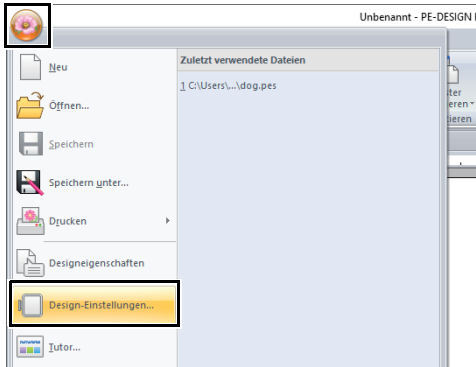 Unbenannt - PE-DESIGN
Neu
Öffnen...
Speichern
Speichern unter...
Drucken
Designeigenschaften
Design-Einstellungen...
Tutor...
Zuletzt verwendete Dateien
1 C:\Users\...\dog.pes